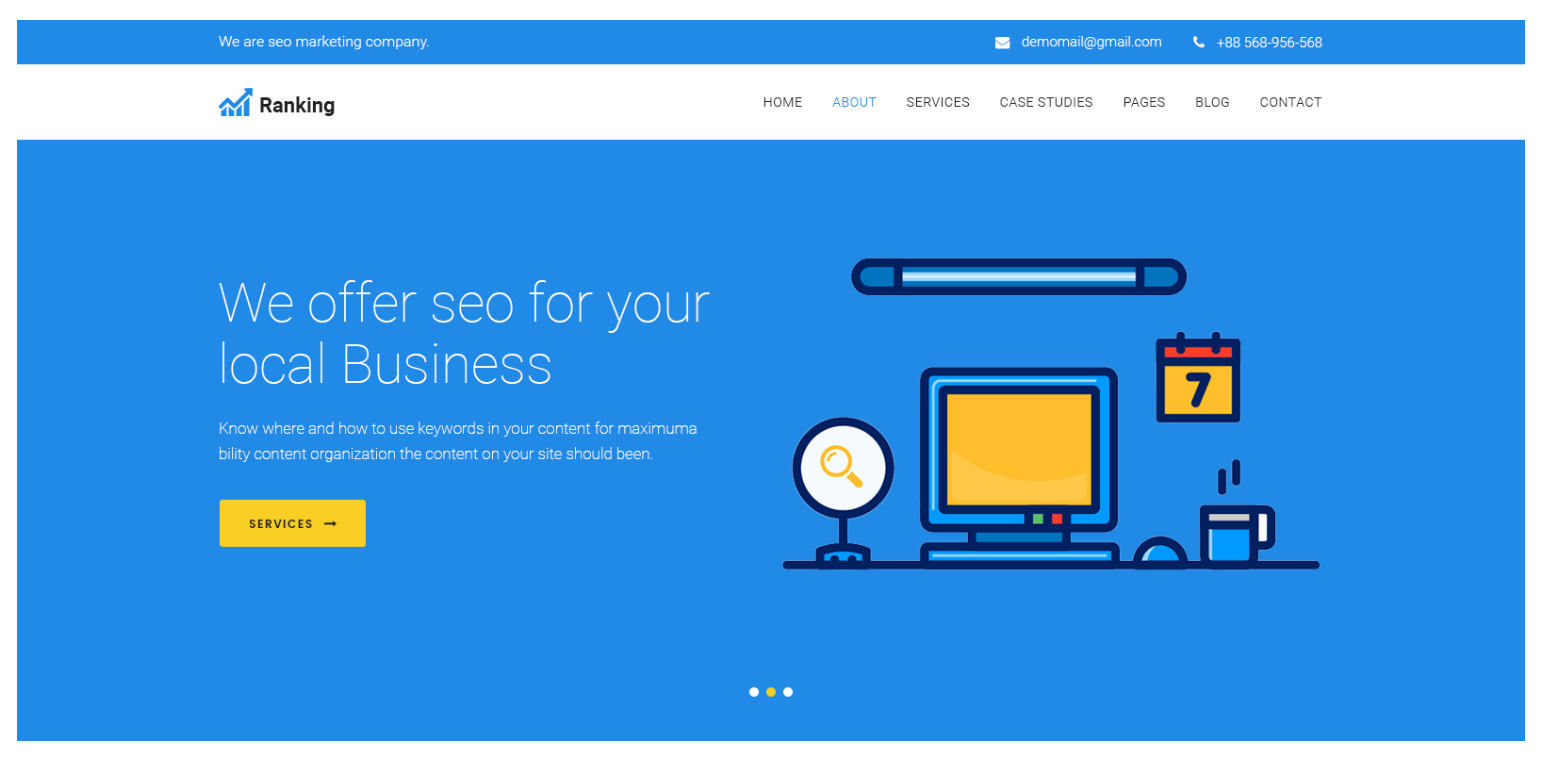 We are seo marketing company.
demomail@gmail.com +88 568-956-568
Ranking
HOME ABOUT SERVICES CASE STUDIES PAGES BLOG CONTACT
We offer seo for your
local Business
Know where and how to use keywords in your content for maximuma
bility content organization the content on your site should been.
SERVICES
7